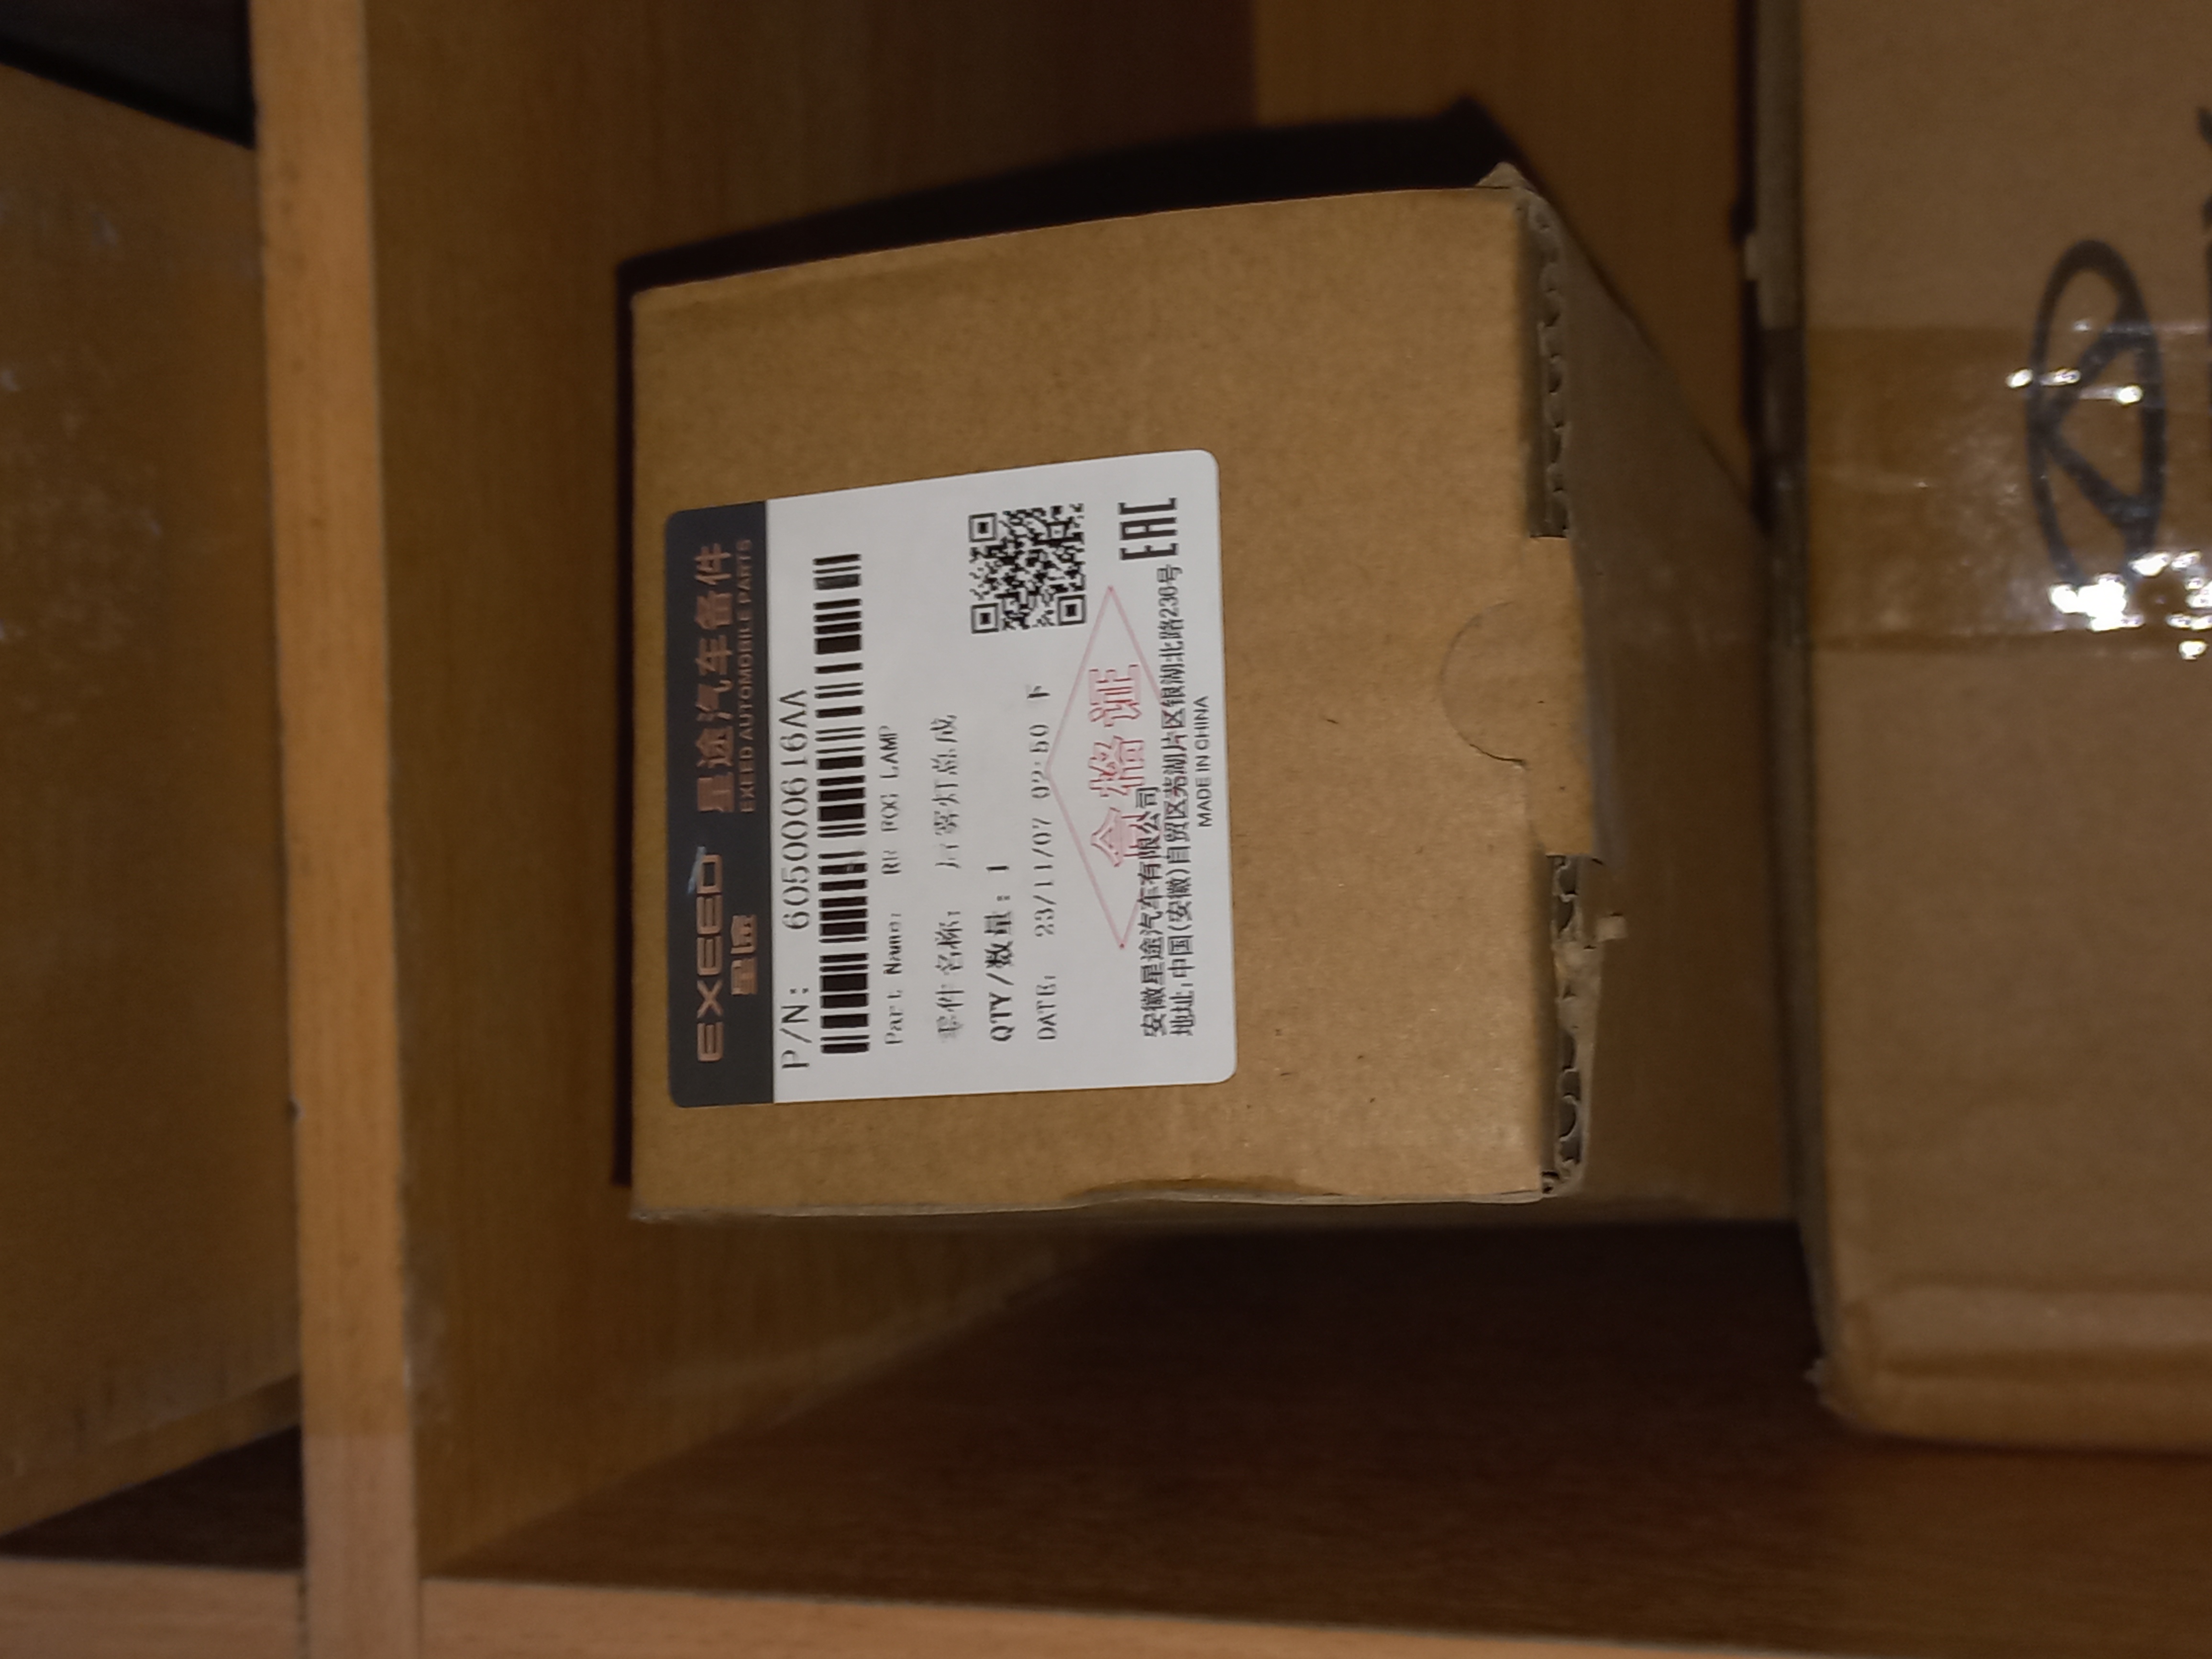 EXEED
星途
星途汽车备件
EXEED AUTOMOBILE PARTS
P/N: 605000616AA
Part Name: RR FOG LAMP
零件名称: 后雾灯总成
QTY/数量: 1
DATE: 23/11/07 02:50 下
合格证
安徽星途汽车有限公司
地址:中国(安徽)自贸区芜湖片区银湖北路230号
EAC
MADE IN CHINA